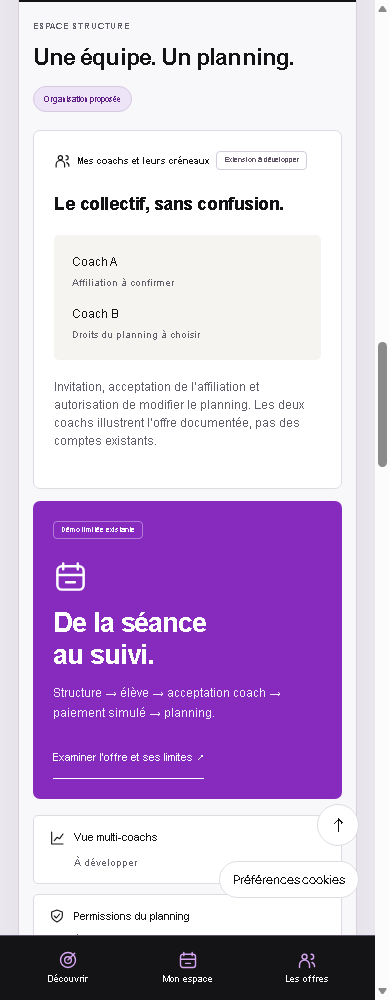 ESPACE STRUCTURE
Une équipe. Un planning.
Organisation proposée
Mes coachs et leurs créneaux
Extension à développer
Le collectif, sans confusion.
Coach A
Affiliation à confirmer
Coach B
Droits du planning à choisir
Invitation, acceptation de l'affiliation et
autorisation de modifier le planning. Les deux
coachs illustrent l'offre documentée, pas des
comptes existants.
Démo limitée existante
De la séance
au suivi.
Structure → élève → acceptation coach →
paiement simulé → planning.
Examiner l'offre et ses limites ↗
Vue multi-coachs
À développer
Préférences cookies
Permissions du planning
Découvrir
Mon espace
Les offres